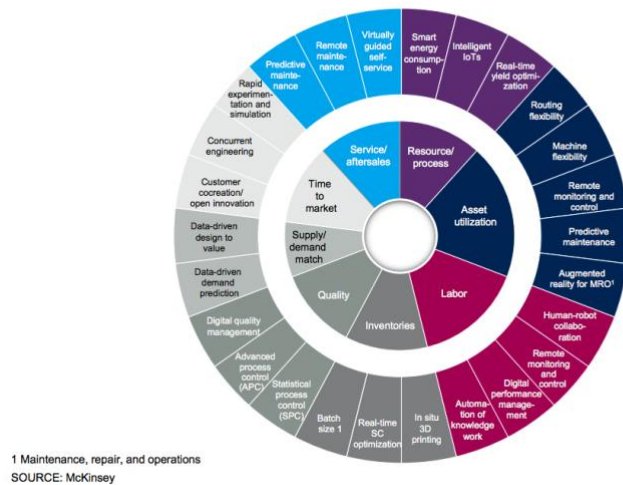 Smart
energy
consump-
tion
Intelligent
IoTs
Real-time
yield optimi-
zation
Routing
flexibility
Machine
flexibility
Remote
monitoring and
control
Predictive
maintenance
Augmented
reality for MRO¹
Human-robot
collabo-
ration
Remote
monitoring and
control
Digital
performance
manage-
ment
Automa-
tion of
knowledge
work
In situ
3D
printing
Real-time
SC
optimization
Batch
size 1
Statistical
process
control
(SPC)
Advanced
process
control
(APC)
Digital quality
management
Data-driven
demand
prediction
Data-driven
design to
value
Customer
cocreation/
open innovation
Concurrent
engineering
Rapid
experimen-
tation and
simulation
Predictive
mainte-
nance
Remote
mainte-
nance
Virtually
guided
self-
service
Service/
aftersales
Resource/
process
Asset
utilization
Labor
Inventories
Quality
Supply/
demand
match
Time
to
market
1 Maintenance, repair, and operations
SOURCE: McKinsey